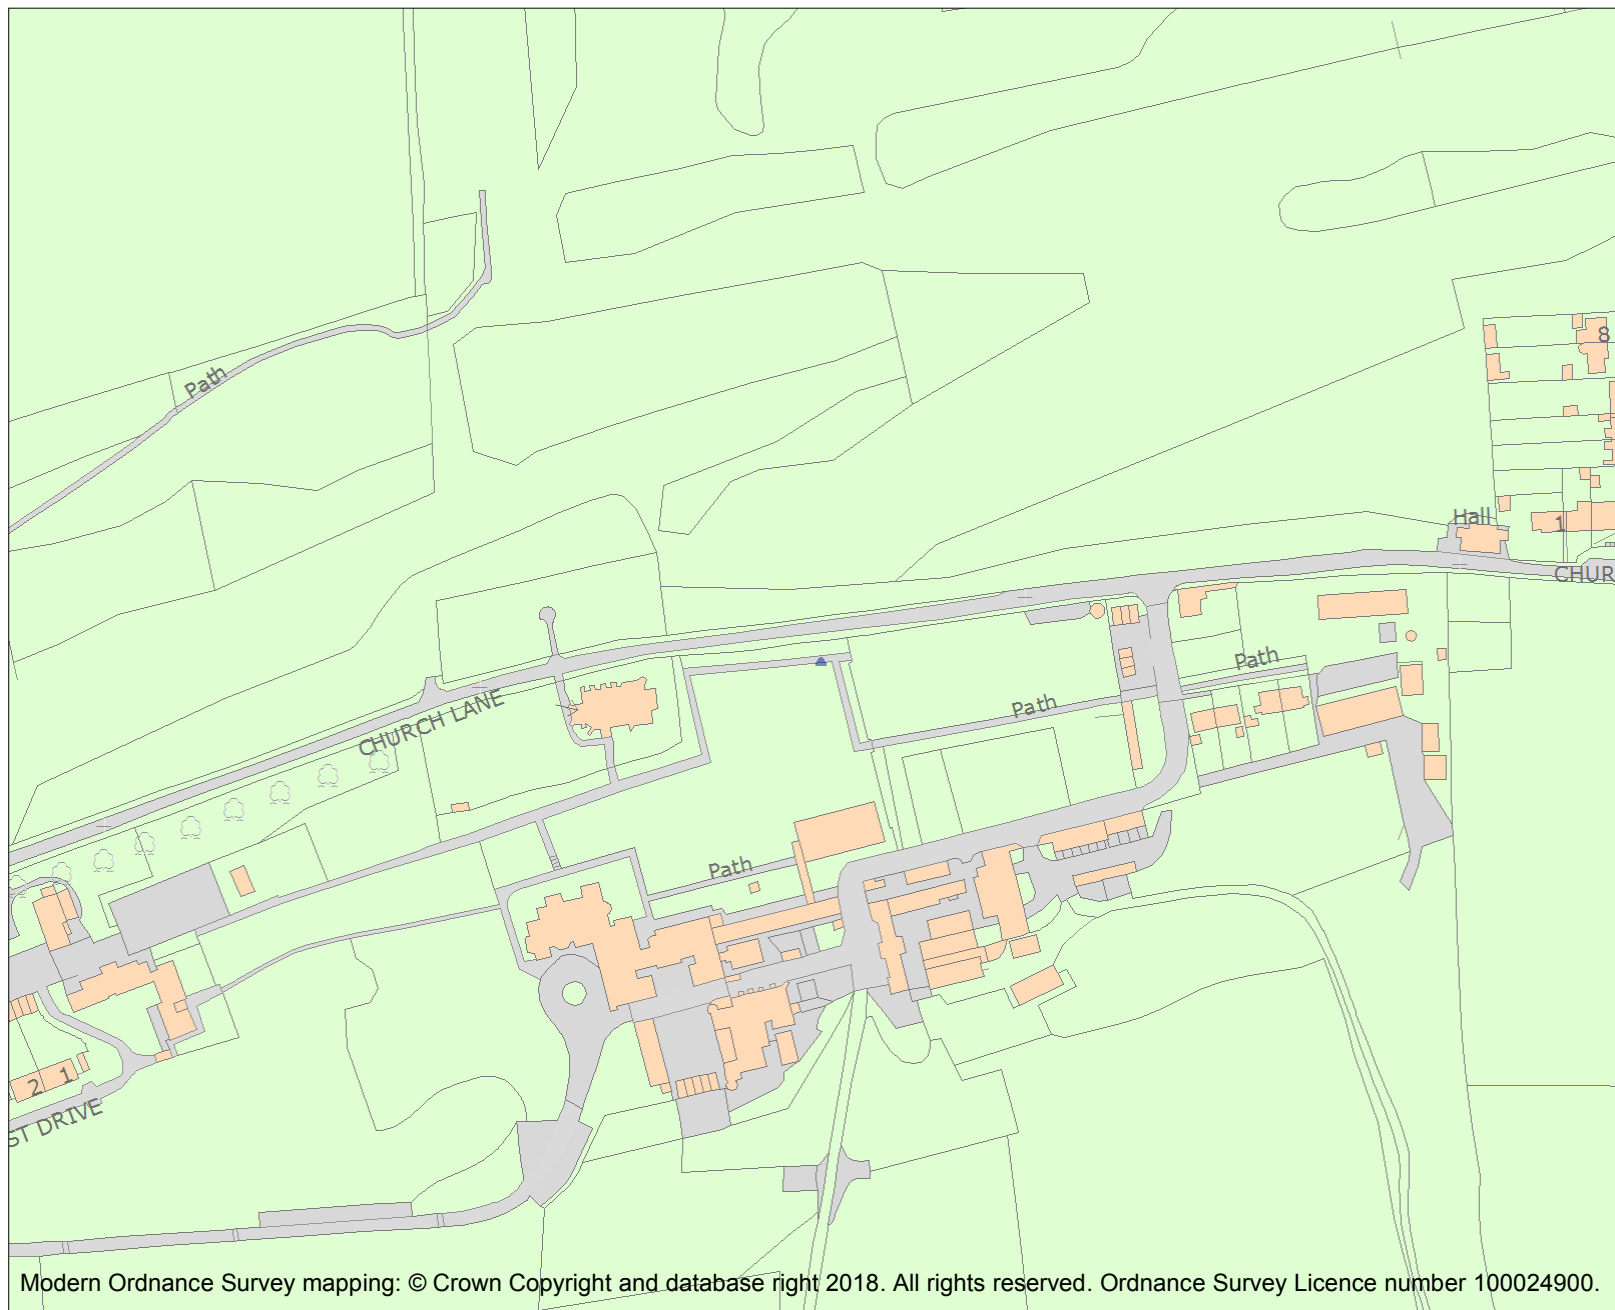 Path
8
Hall
1
CHUR
Path
Path
CHURCH LANE
Path
2 1
ST DRIVE
Modern Ordnance Survey mapping: © Crown Copyright and database right 2018. All rights reserved. Ordnance Survey Licence number 100024900.